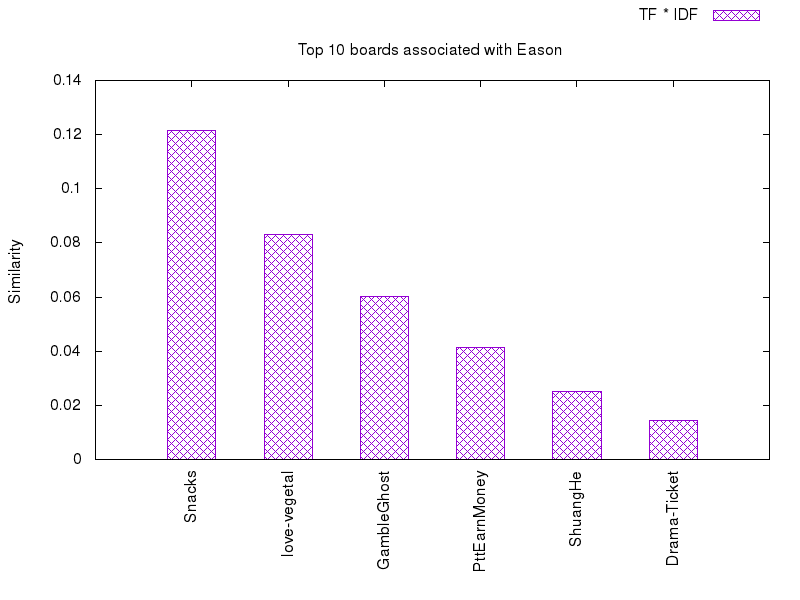 TF * IDF
Top 10 boards associated with Eason
0.14
0.12
0.1
0.08
0.06
0.04
0.02
0
Similarity
Snacks
love-vegetal
GambleGhost
PttEarnMoney
ShuangHe
Drama-Ticket